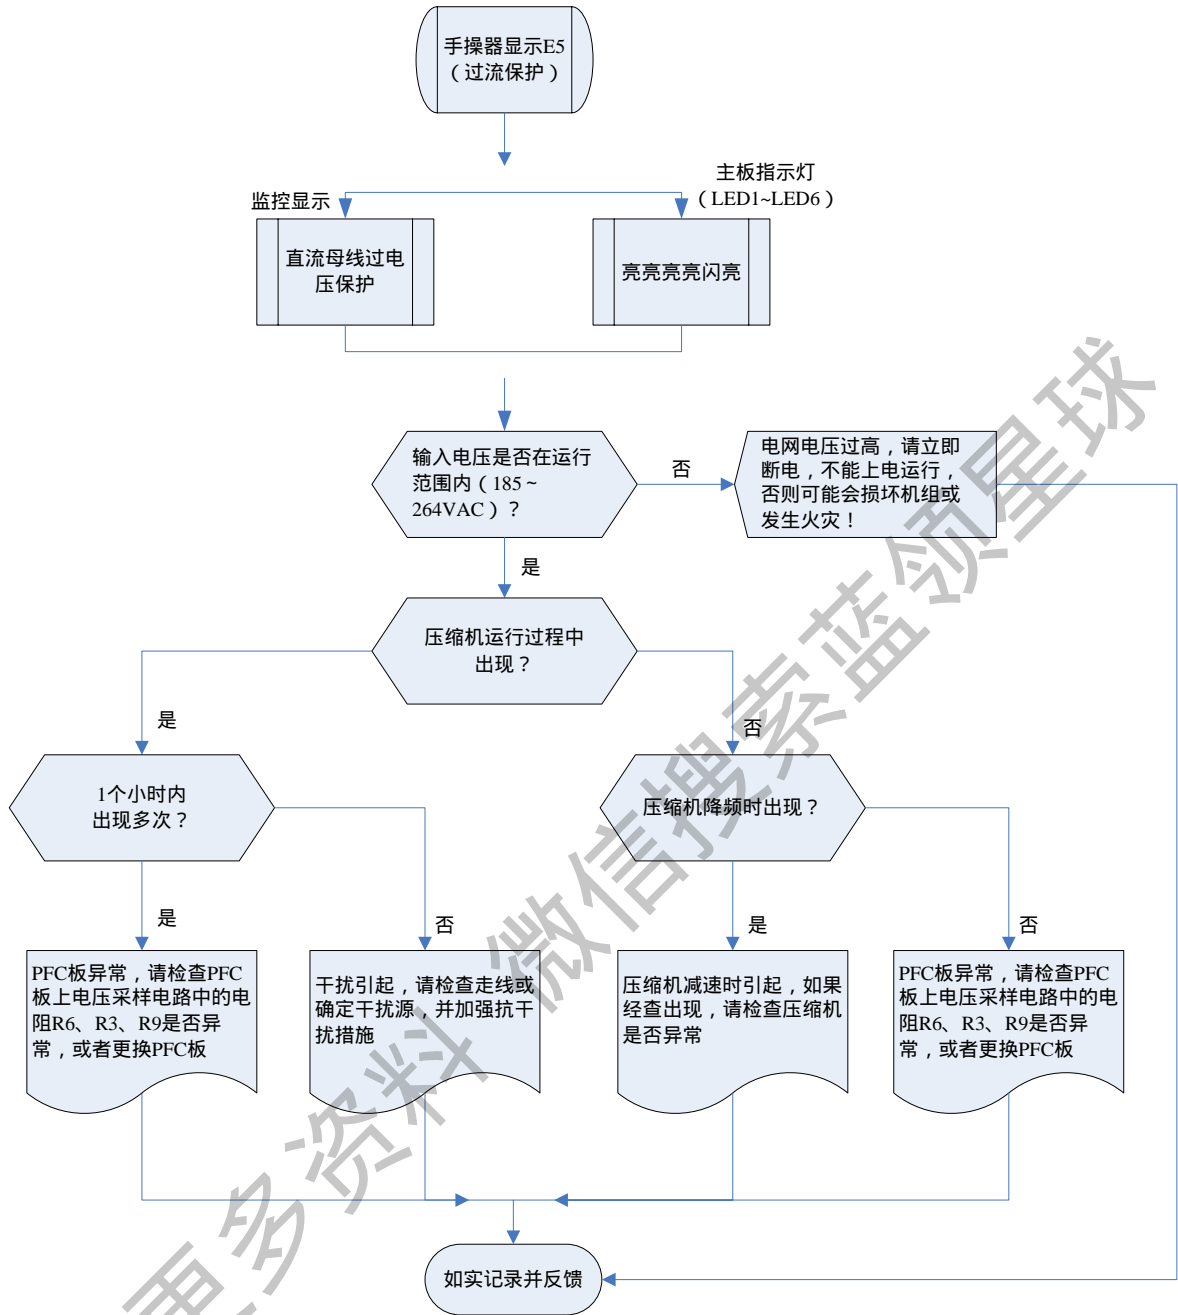 手操器显示E5
（过流保护）
主板指示灯
（LED1~LED6）
监控显示
直流母线过电
压保护
亮亮亮亮闪亮
输入电压是否在运行
范围内（185～
264VAC）？
否
电网电压过高，请立即
断电，不能上电运行，
否则可能会损坏机组或
发生火灾！
是
压缩机运行过程中
出现？
是
否
1个小时内
出现多次？
压缩机降频时出现？
是
否
是
否
PFC板异常，请检查PFC
板上电压采样电路中的电
阻R6、R3、R9是否异
常，或者更换PFC板
干扰引起，请检查走线或
确定干扰源，并加强抗干
扰措施
压缩机减速时引起，如果
经查出现，请检查压缩机
是否异常
PFC板异常，请检查PFC
板上电压采样电路中的电
阻R6、R3、R9是否异
常，或者更换PFC板
如实记录并反馈
更多资料 微信搜索蓝领星球